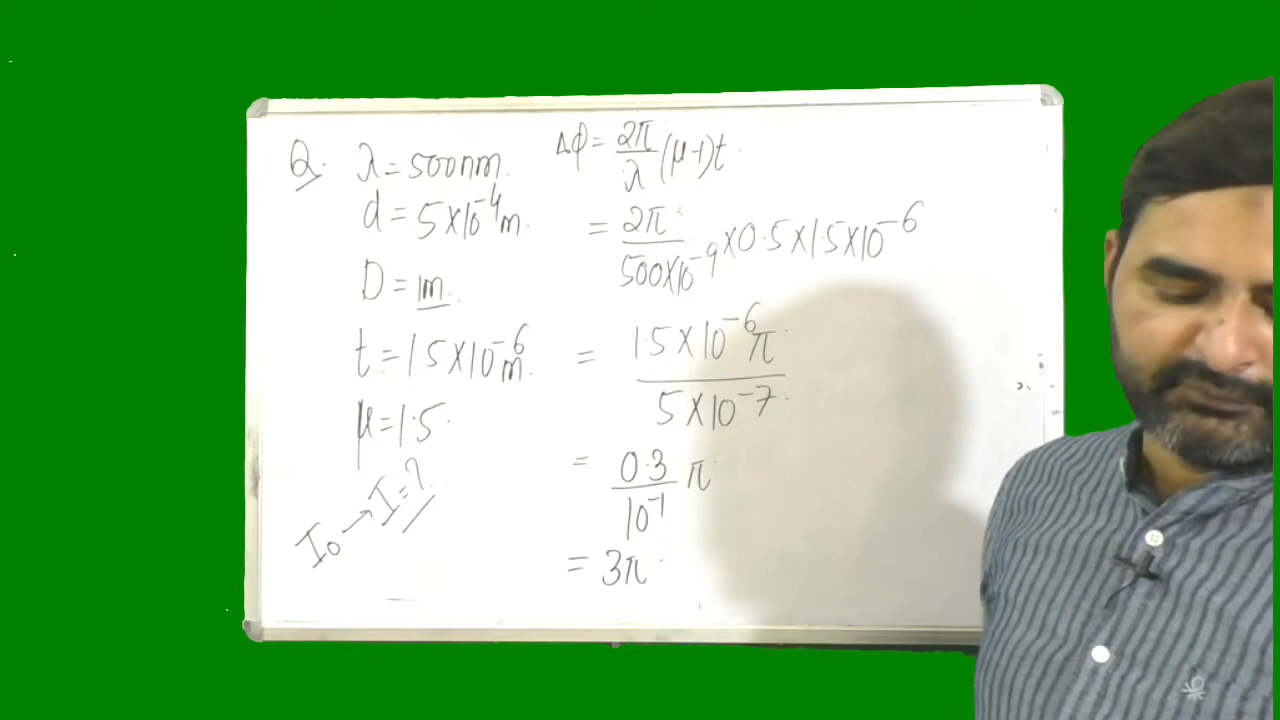 Q. λ = 500nm.
d = 5×10⁻⁴m.
D = 1m.
t = 1.5×10⁻⁶m.
μ = 1.5.
I₀ → I = ?
Δφ = 2π/λ (μ-1)t.
= 2π/500×10⁻⁹ × 0.5×1.5×10⁻⁶
= 1.5×10⁻⁶π/5×10⁻⁷.
= 0.3/10⁻¹ π
= 3π.